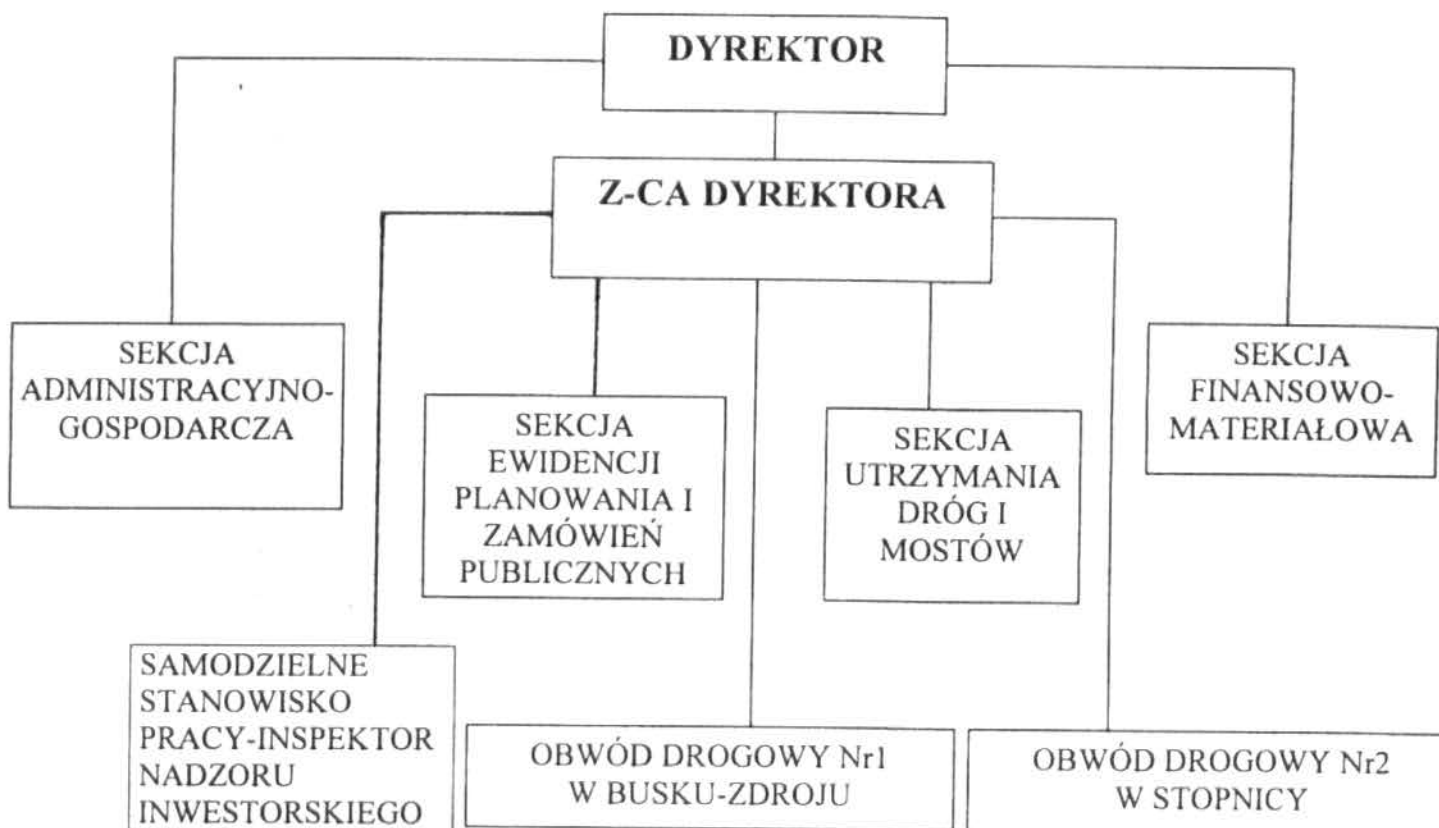 DYREKTOR
Z-CA DYREKTORA
SEKCJA
ADMINISTRACYJNO-
GOSPODARCZA
SEKCJA
EWIDENCJI
PLANOWANIA I
ZAMÓWIEŃ
PUBLICZNYCH
SEKCJA
UTRZYMANIA
DRÓG I
MOSTÓW
SEKCJA
FINANSOWO-
MATERIAŁOWA
SAMODZIELNE
STANOWISKO
PRACY-INSPEKTOR
NADZORU
INWESTORSKIEGO
OBWÓD DROGOWY Nr1
W BUSKU-ZDROJU
OBWÓD DROGOWY Nr2
W STOPNICY